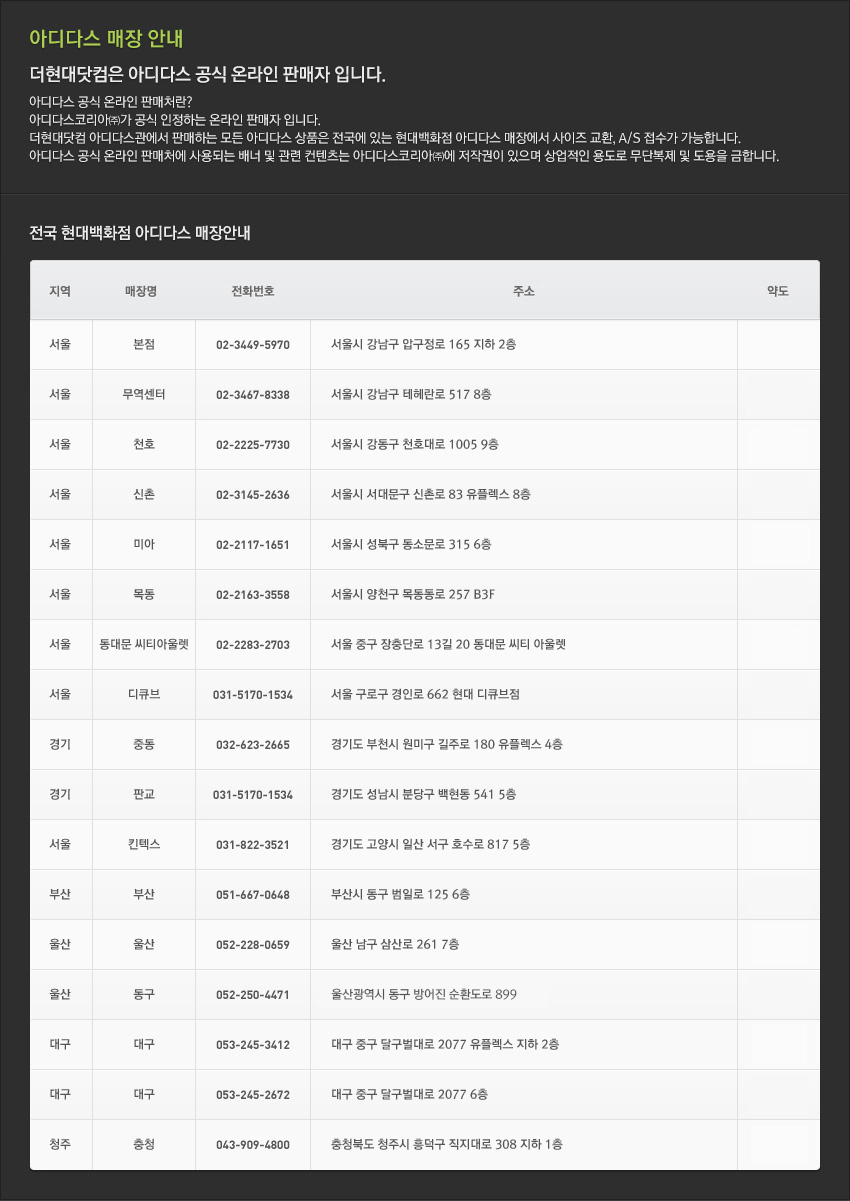 아디다스 매장 안내
더현대닷컴은 아디다스 공식 온라인 판매자 입니다.
아디다스 공식 온라인 판매처란?
아디다스코리아㈜가 공식 인정하는 온라인 판매자 입니다.
더현대닷컴 아디다스관에서 판매하는 모든 아디다스 상품은 전국에 있는 현대백화점 아디다스 매장에서 사이즈 교환, A/S 접수가 가능합니다.
아디다스 공식 온라인 판매처에 사용되는 배너 및 관련 컨텐츠는 아디다스코리아㈜에 저작권이 있으며 상업적인 용도로 무단복제 및 도용을 금합니다.
전국 현대백화점 아디다스 매장안내
지역 매장명 전화번호 주소 약도
서울 본점 02-3449-5970 서울시 강남구 압구정로 165 지하 2층
서울 무역센터 02-3467-8338 서울시 강남구 테헤란로 517 8층
서울 천호 02-2225-7730 서울시 강동구 천호대로 1005 9층
서울 신촌 02-3145-2636 서울시 서대문구 신촌로 83 유플렉스 8층
서울 미아 02-2117-1651 서울시 성북구 동소문로 315 6층
서울 목동 02-2163-3558 서울시 양천구 목동동로 257 B3F
서울 동대문 씨티아울렛 02-2283-2703 서울 중구 장충단로 13길 20 동대문 씨티 아울렛
서울 디큐브 031-5170-1534 서울 구로구 경인로 662 현대 디큐브점
경기 중동 032-623-2665 경기도 부천시 원미구 길주로 180 유플렉스 4층
경기 판교 031-5170-1534 경기도 성남시 분당구 백현동 541 5층
서울 킨텍스 031-822-3521 경기도 고양시 일산 서구 호수로 817 5층
부산 부산 051-667-0648 부산시 동구 범일로 125 6층
울산 울산 052-228-0659 울산 남구 삼산로 261 7층
울산 동구 052-250-4471 울산광역시 동구 방어진 순환도로 899
대구 대구 053-245-3412 대구 중구 달구벌대로 2077 유플렉스 지하 2층
대구 대구 053-245-2672 대구 중구 달구벌대로 2077 6층
청주 충청 043-909-4800 충청북도 청주시 흥덕구 직지대로 308 지하 1층